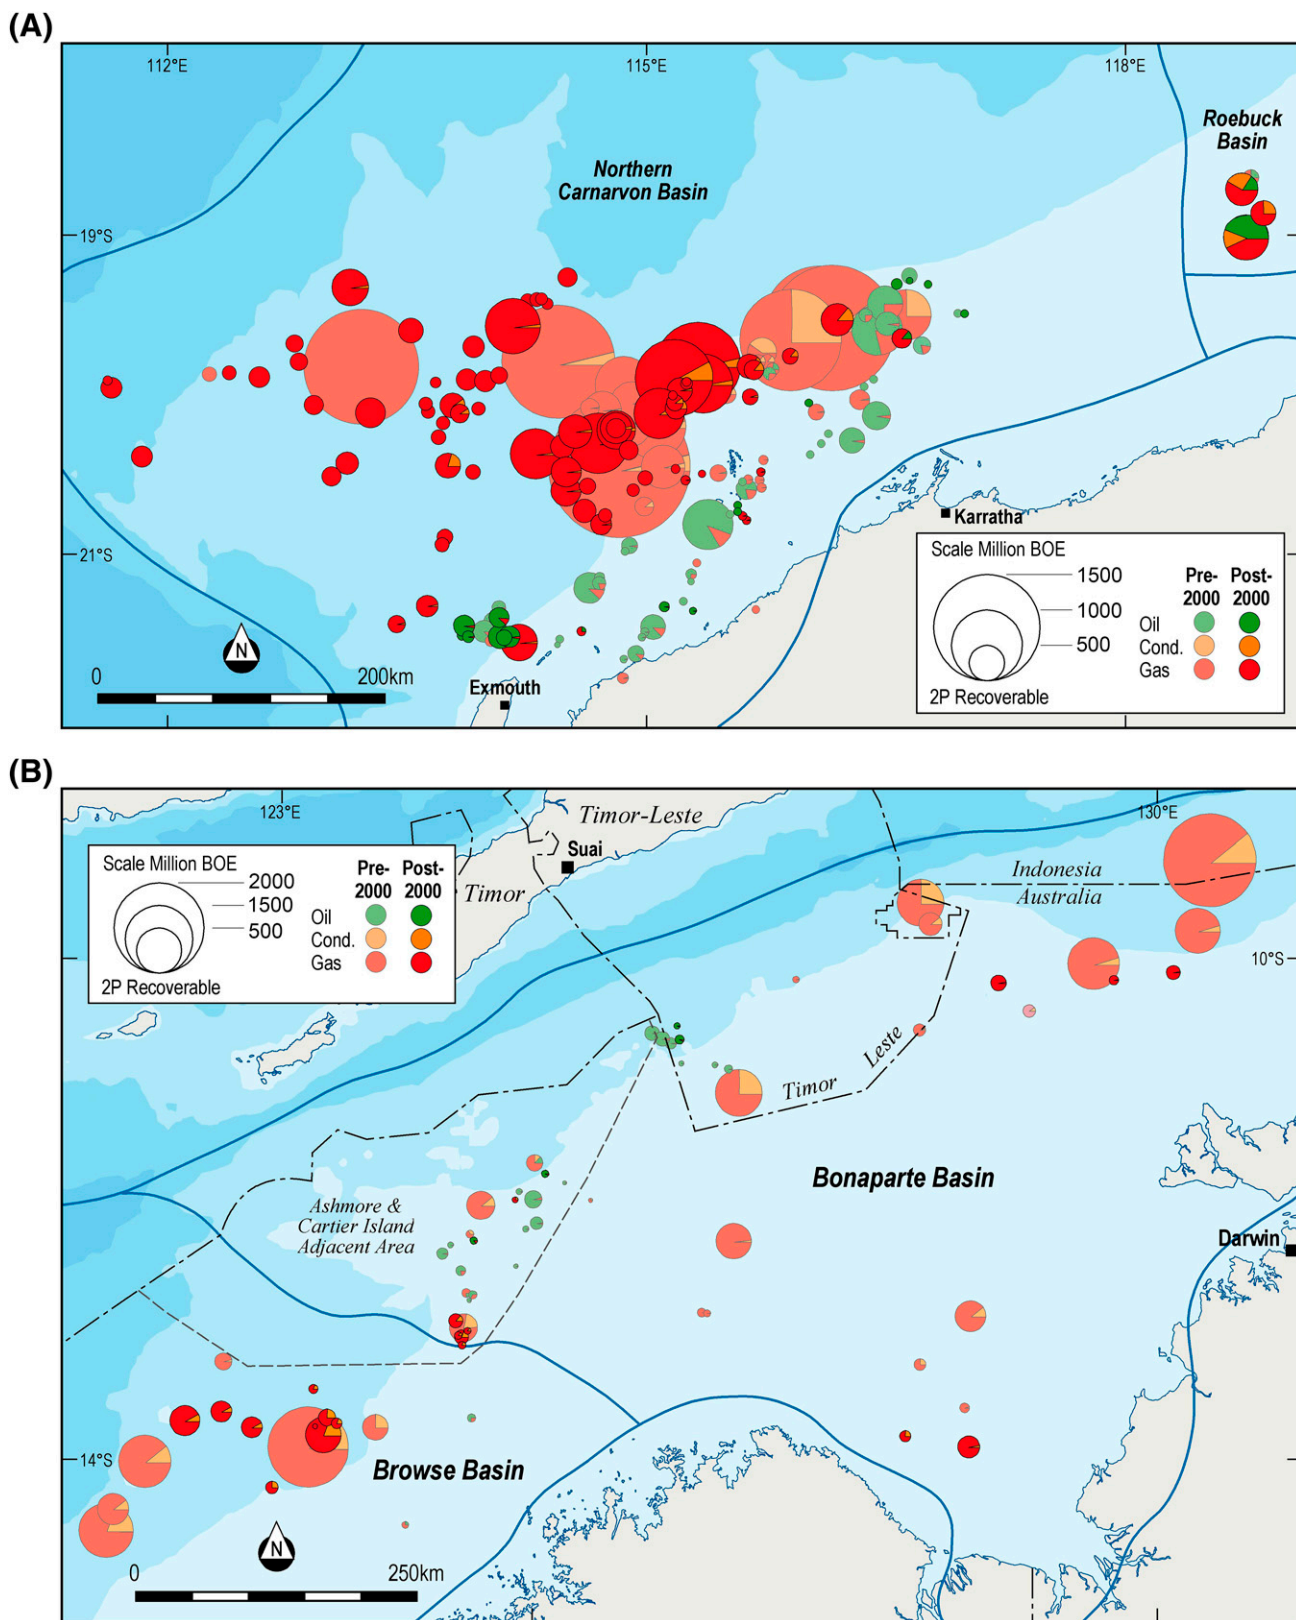 (A)
112°E
115°E
118°E
Roebuck
Basin
Northern
Carnarvon Basin
19°S
Karratha
21°S
Scale Million BOE
1500
1000
500
2P Recoverable
Pre-
2000
Post-
2000
Oil
Cond.
Gas
N
0
200km
Exmouth
(B)
123°E
130°E
Timor-Leste
Suai
Timor
Scale Million BOE
2000
1500
500
2P Recoverable
Pre-
2000
Post-
2000
Oil
Cond.
Gas
Indonesia
Australia
10°S
Leste
Timor
Bonaparte Basin
Ashmore &
Cartier Island
Adjacent Area
Darwin
14°S
Browse Basin
N
0
250km